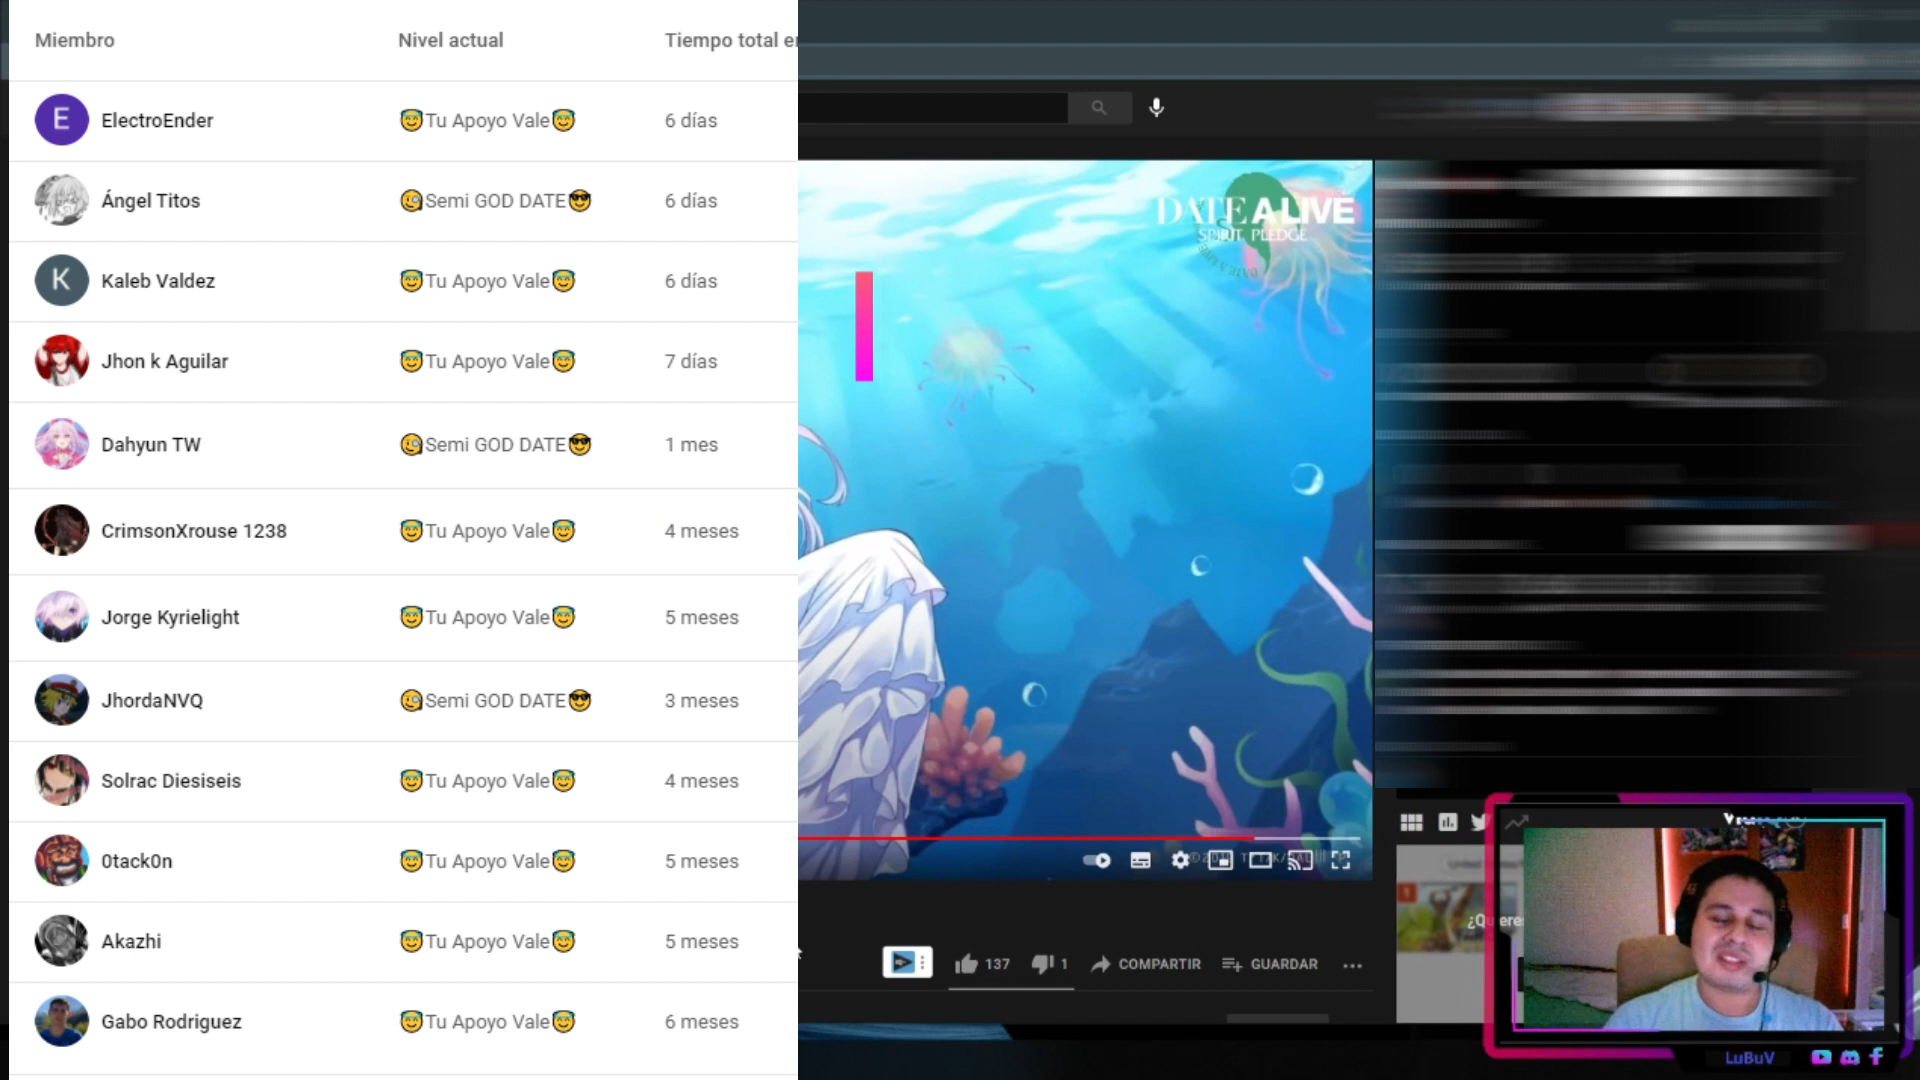 Miembro Nivel actual Tiempo total en
E ElectroEnder 😇Tu Apoyo Vale😇 6 días
Ángel Titos 🧐Semi GOD DATE😎 6 días
K Kaleb Valdez 😇Tu Apoyo Vale😇 6 días
Jhon k Aguilar 😇Tu Apoyo Vale😇 7 días
Dahyun TW 🧐Semi GOD DATE😎 1 mes
CrimsonXrouse 1238 😇Tu Apoyo Vale😇 4 meses
Jorge Kyrielight 😇Tu Apoyo Vale😇 5 meses
JhordaNVQ 🧐Semi GOD DATE😎 3 meses
Solrac Diesiseis 😇Tu Apoyo Vale😇 4 meses
0tack0n 😇Tu Apoyo Vale😇 5 meses
Akazhi 😇Tu Apoyo Vale😇 5 meses
Gabo Rodriguez 😇Tu Apoyo Vale😇 6 meses
DATE A LIVE
SPIRIT PLEDGE
137 1 COMPARTIR GUARDAR
LuBuV